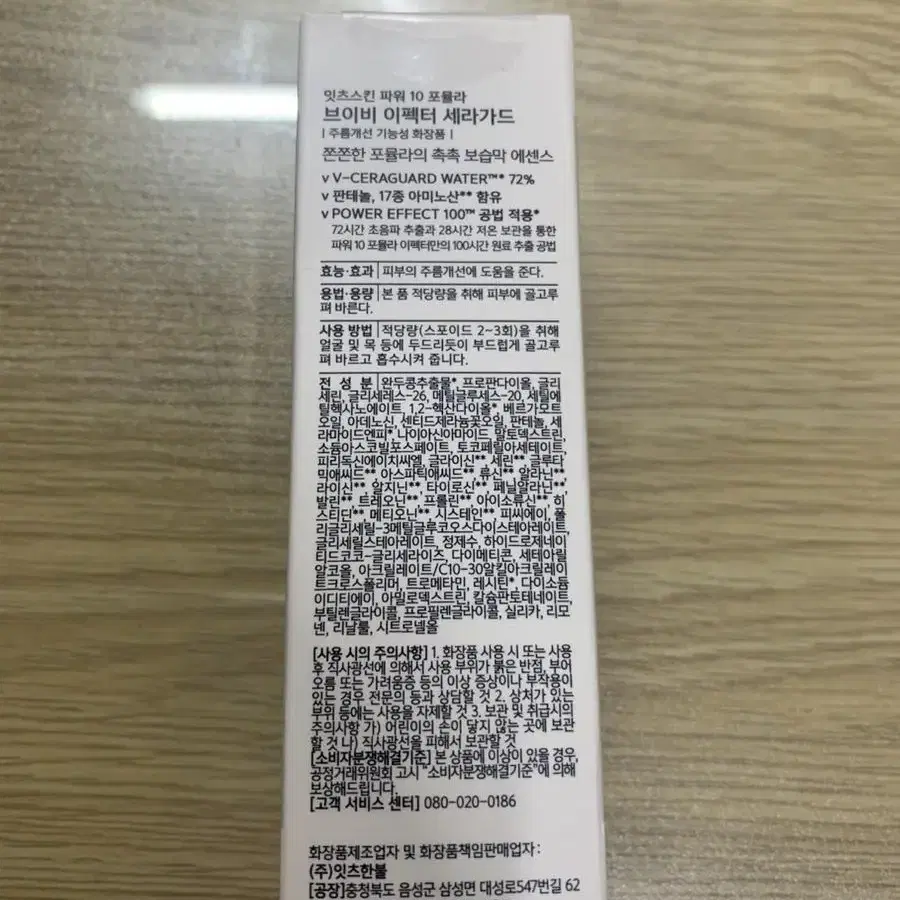 잇츠스킨 파워 10 포뮬라
브이비 이펙터 세라가드
| 주름개선 기능성 화장품 |
쫀쫀한 포뮬라의 촉촉 보습막 에센스
v V-CERAGUARD WATER™* 72%
v 판테놀, 17종 아미노산** 함유
v POWER EFFECT 100™ 공법 적용*
72시간 초음파 추출과 28시간 저온 보관을 통한
파워 10 포뮬라 이펙터만의 100시간 원료 추출 공법
효능·효과 | 피부의 주름개선에 도움을 준다.
용법·용량 | 본 품 적당량을 취해 피부에 골고루
펴 바른다.
사용 방법 | 적당량(스포이드 2~3회)을 취해
얼굴 및 목 등에 두드리듯이 부드럽게 골고루
펴 바르고 흡수시켜 줍니다.
전 성 분 | 완두콩추출물*, 프로판다이올, 글리
세린, 글리세레스-26, 메틸글루세스-20, 세틸에
틸헥사노에이트, 1,2-헥산다이올*, 베르가모트
오일, 아데노신, 센티드제라늄꽃오일, 판테놀, 세
라마이드엔피*, 나이아신아마이드, 말토덱스트린,
소듐아스코빌포스페이트, 토코페릴아세테이트,
피리독신에이치씨엘, 글라이신**, 세린**, 글루타
믹애씨드**, 아스파틱애씨드**, 류신**, 알라닌**,
라이신**, 알지닌**, 타이로신**, 페닐알라닌**,
발린**, 트레오닌**, 프롤린**, 아이소류신**, 히
스티딘**, 메티오닌**, 시스테인**, 피씨에이, 폴
리글리세릴-3메틸글루코오스다이스테아레이트,
글리세릴스테아레이트, 정제수, 하이드로제네이
티드코코-글리세라이즈, 다이메티콘, 세테아릴
알코올, 아크릴레이트/C10-30알킬아크릴레이
트크로스폴리머, 트로메타민, 레시틴*, 다이소듐
이디티에이, 아밀로덱스트린, 칼슘판토테네이트,
부틸렌글라이콜, 프로필렌글라이콜, 실리카, 리모
넨, 리날룰, 시트로넬올
[사용 시의 주의사항] 1. 화장품 사용 시 또는 사용
후 직사광선에 의해서 사용 부위가 붉은 반점, 부어
오름 또는 가려움증 등의 이상 증상이나 부작용이
있는 경우 전문의 등과 상담할 것 2. 상처가 있는
부위 등에는 사용을 자제할 것 3. 보관 및 취급시의
주의사항 가) 어린이의 손이 닿지 않는 곳에 보관
할 것 나) 직사광선을 피해서 보관할 것
[소비자분쟁해결기준] 본 상품에 이상이 있을 경우,
공정거래위원회 고시 "소비자분쟁해결기준"에 의해
보상해드립니다.
[고객 서비스 센터] 080-020-0186
화장품제조업자 및 화장품책임판매업자 :
(주)잇츠한불
[공장]충청북도 음성군 삼성면 대성로547번길 62